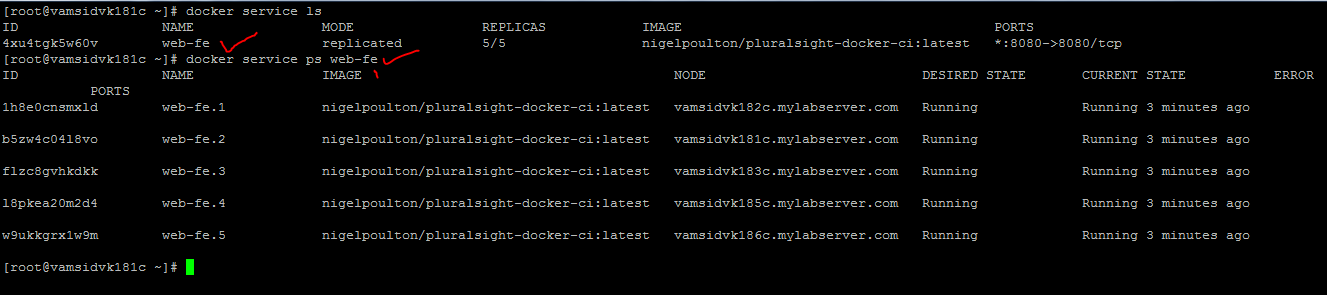 [root@vamsidvk181c ~]# docker service ls
ID NAME MODE REPLICAS IMAGE PORTS
4xu4tgk5w60v web-fe replicated 5/5 nigelpoulton/pluralsight-docker-ci:latest *:8080->8080/tcp
[root@vamsidvk181c ~]# docker service ps web-fe
ID NAME IMAGE NODE DESIRED STATE CURRENT STATE ERROR
PORTS
1h8e0cnsmxld web-fe.1 nigelpoulton/pluralsight-docker-ci:latest vamsidvk182c.mylabserver.com Running Running 3 minutes ago
b5zw4c04l8vo web-fe.2 nigelpoulton/pluralsight-docker-ci:latest vamsidvk181c.mylabserver.com Running Running 3 minutes ago
flzc8gvhkdkk web-fe.3 nigelpoulton/pluralsight-docker-ci:latest vamsidvk183c.mylabserver.com Running Running 3 minutes ago
l8pkea20m2d4 web-fe.4 nigelpoulton/pluralsight-docker-ci:latest vamsidvk185c.mylabserver.com Running Running 3 minutes ago
w9ukkgrx1w9m web-fe.5 nigelpoulton/pluralsight-docker-ci:latest vamsidvk186c.mylabserver.com Running Running 3 minutes ago
[root@vamsidvk181c ~]#